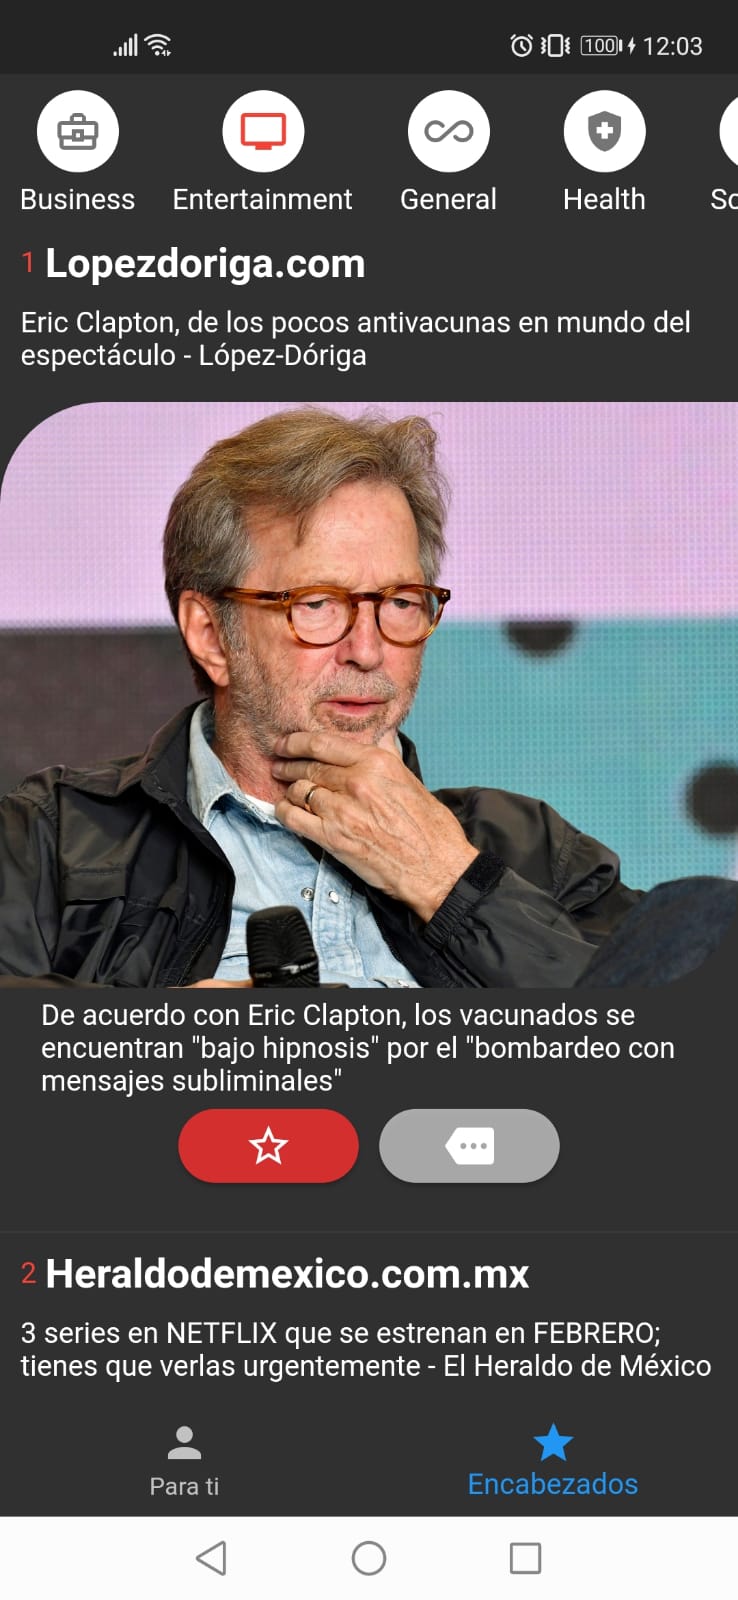 100 12:03
Business Entertainment General Health Sc
1 Lopezdoriga.com
Eric Clapton, de los pocos antivacunas en mundo del
espectáculo - López-Dóriga
De acuerdo con Eric Clapton, los vacunados se
encuentran "bajo hipnosis" por el "bombardeo con
mensajes subliminales"
2 Heraldodemexico.com.mx
3 series en NETFLIX que se estrenan en FEBRERO;
tienes que verlas urgentemente - El Heraldo de México
Para ti Encabezados